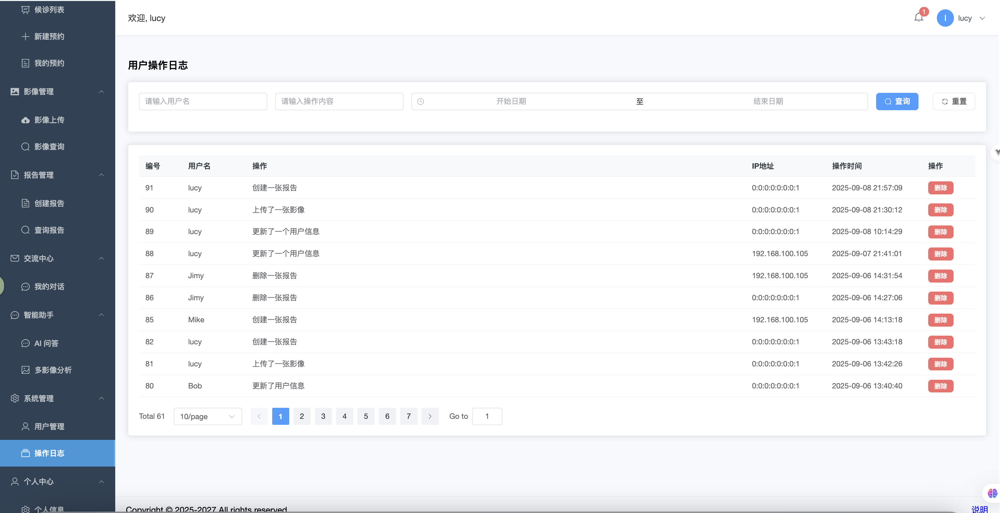 候诊列表
新建预约
我的预约
影像管理
影像上传
影像查询
报告管理
创建报告
查询报告
交流中心
我的对话
智能助手
AI 问答
多影像分析
系统管理
用户管理
操作日志
个人中心
个人信息
欢迎, lucy
1
l lucy
用户操作日志
请输入用户名 请输入操作内容 开始日期 至 结束日期 查询 重置
编号 用户名 操作 IP地址 操作时间 操作
91 lucy 创建一张报告 0:0:0:0:0:0:0:1 2025-09-08 21:57:09 删除
90 lucy 上传了一张影像 0:0:0:0:0:0:0:1 2025-09-08 21:30:12 删除
89 lucy 更新了一个用户信息 0:0:0:0:0:0:0:1 2025-09-08 10:14:29 删除
88 lucy 更新了一个用户信息 192.168.100.105 2025-09-07 21:41:01 删除
87 Jimy 删除一张报告 192.168.100.105 2025-09-06 14:31:54 删除
86 Jimy 删除一张报告 0:0:0:0:0:0:0:1 2025-09-06 14:27:06 删除
85 Mike 创建一张报告 192.168.100.105 2025-09-06 14:13:18 删除
82 lucy 创建一张报告 0:0:0:0:0:0:0:1 2025-09-06 13:43:18 删除
81 lucy 上传了一张影像 0:0:0:0:0:0:0:1 2025-09-06 13:42:26 删除
80 Bob 更新了用户信息 0:0:0:0:0:0:0:1 2025-09-06 13:40:40 删除
Total 61 10/page 1 2 3 4 5 6 7 Go to 1
Copyright © 2025-2027 All rights reserved
说明